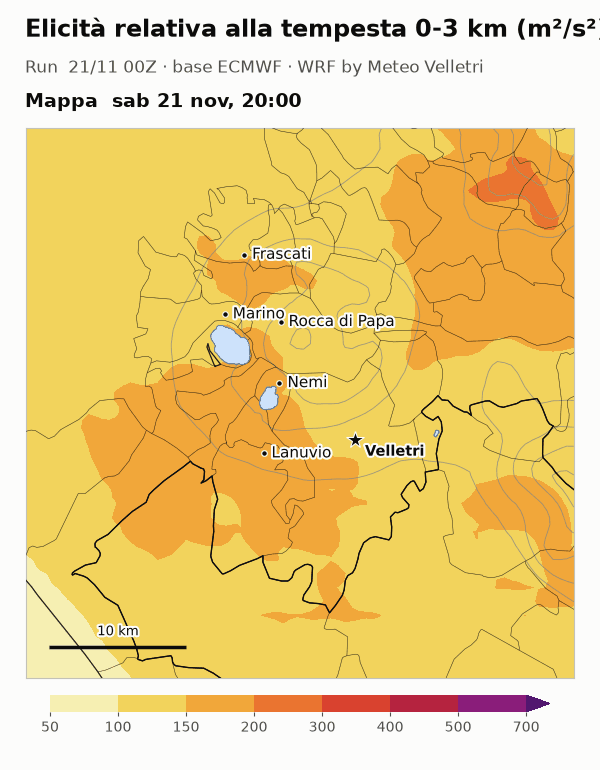 Elicità relativa alla tempesta 0-3 km (m²/s²)
Run 21/11 00Z · base ECMWF · WRF by Meteo Velletri
Mappa sab 21 nov, 20:00
Frascati
Marino
Rocca di Papa
Nemi
Velletri
Lanuvio
10 km
50 100 150 200 300 400 500 700